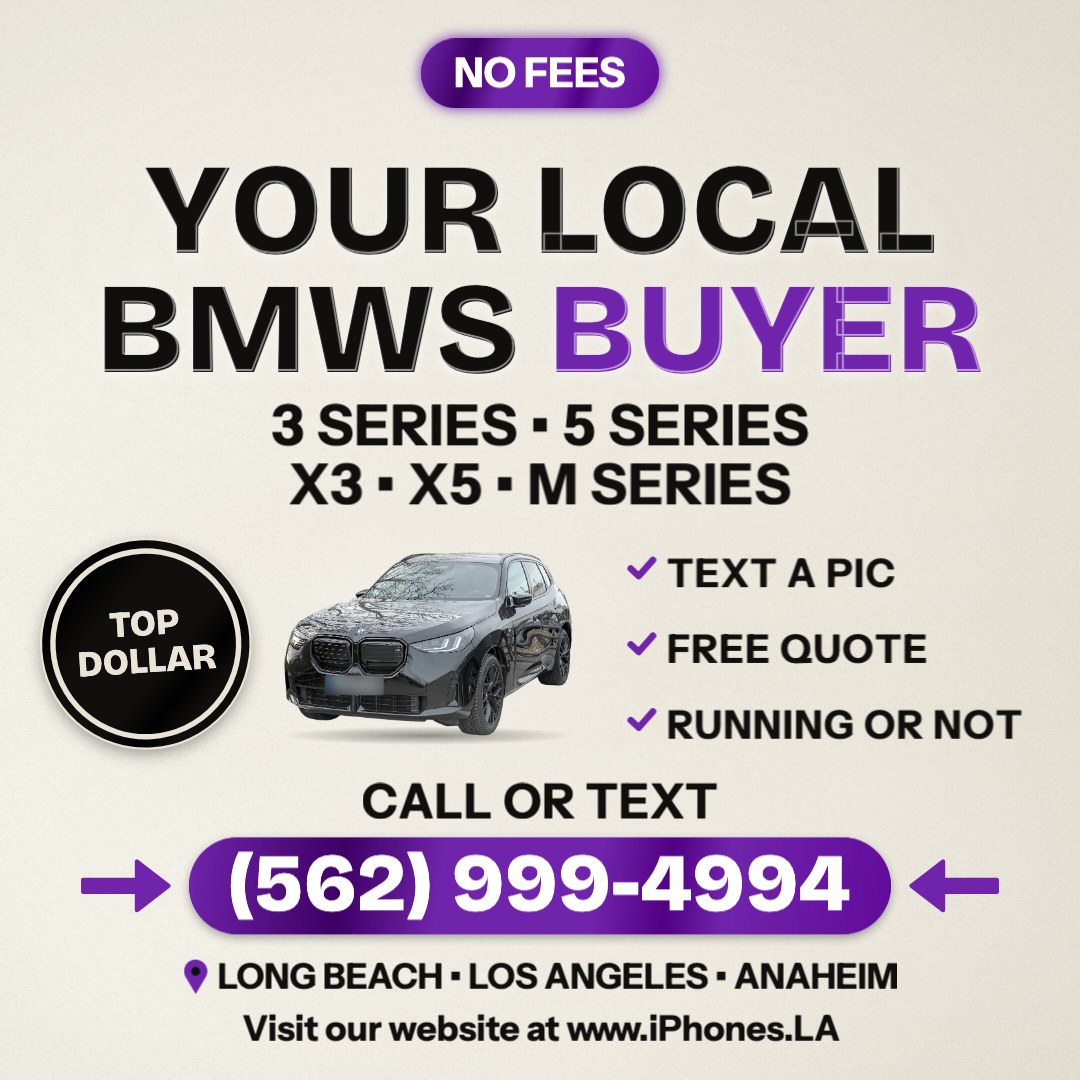 NO FEES
YOUR LOCAL
BMWS BUYER
3 SERIES ▪ 5 SERIES
X3 ▪ X5 ▪ M SERIES
TOP
DOLLAR
TEXT A PIC
FREE QUOTE
RUNNING OR NOT
CALL OR TEXT
(562) 999-4994
LONG BEACH ▪ LOS ANGELES ▪ ANAHEIM
Visit our website at www.iPhones.LA